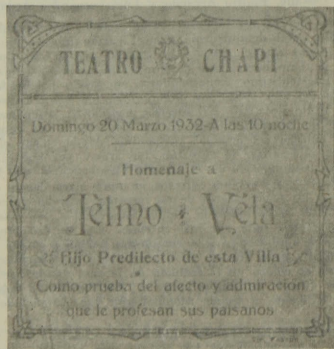 TEATRO CHAPI
Domingo 20 Marzo 1932-A las 10 noche
Homenaje a
Telmo Vela
Hijo Predilecto de esta Villa
Como prueba del afecto y admiración
que le profesan sus paisanos